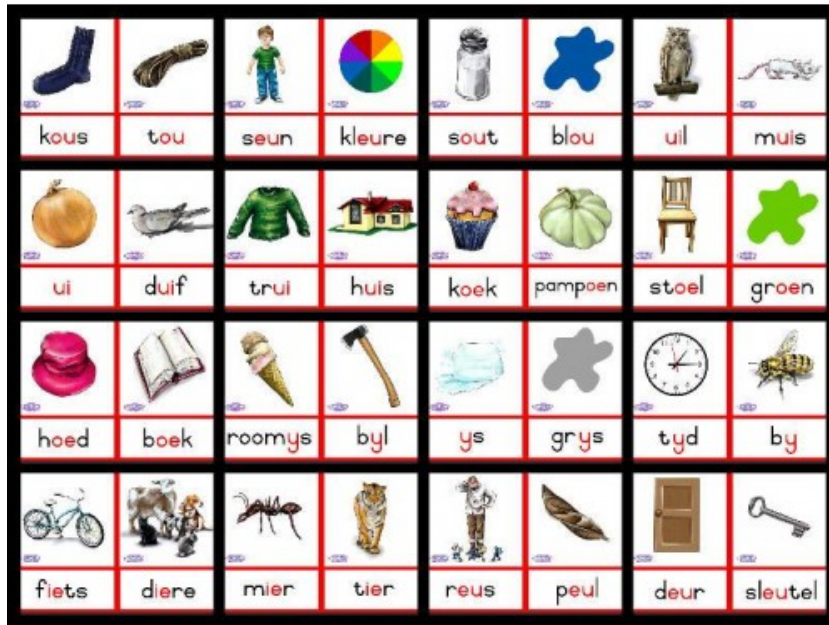 kous tou seun kleure sout blou uil muis
ui duif trui huis koek pampoen stoel groen
hoed boek roomys byl ys grys tyd by
fiets diere mier tier reus peul deur sleutel